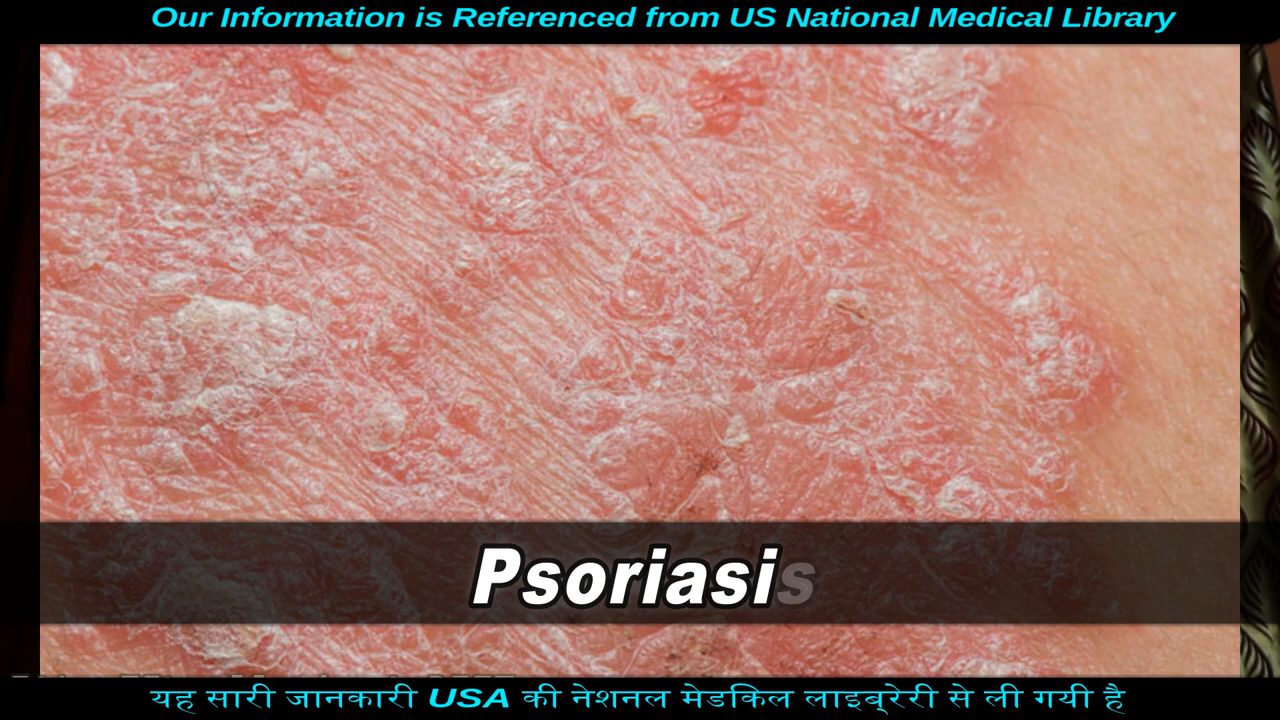 Our Information is Referenced from US National Medical Library
Psoriasis
यह सारी जानकारी USA की नेशनल मेडकिल लाइब्रेरी से ली गयी है